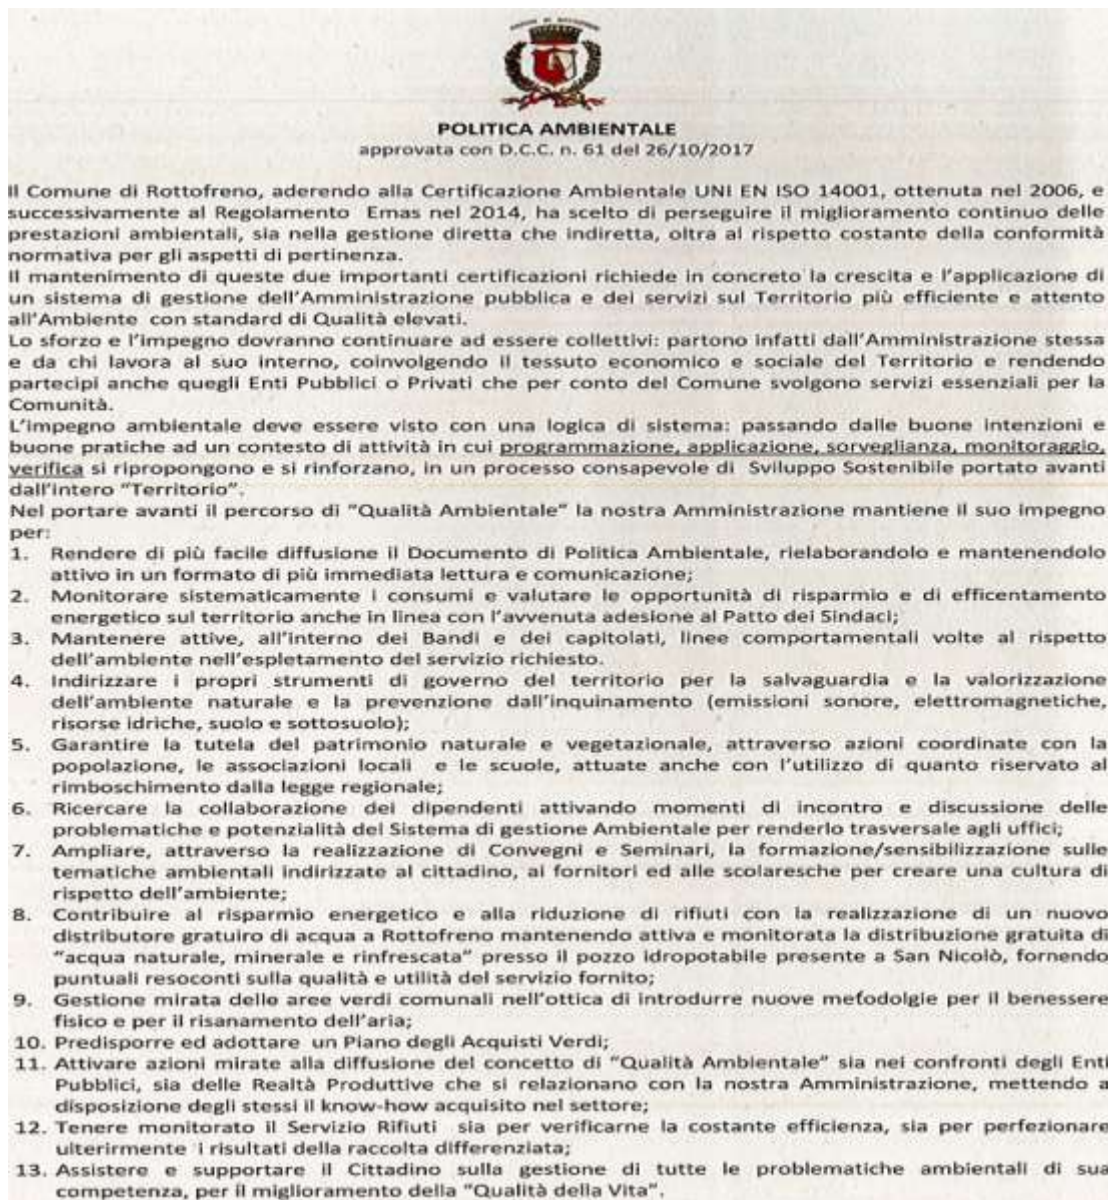 POLITICA AMBIENTALE
approvata con D.C.C. n. 61 del 26/10/2017
Il Comune di Rottofreno, aderendo alla Certificazione Ambientale UNI EN ISO 14001, ottenuta nel 2006, e
successivamente al Regolamento Emas nel 2014, ha scelto di perseguire il miglioramento continuo delle
prestazioni ambientali, sia nella gestione diretta che indiretta, oltra al rispetto costante della conformità
normativa per gli aspetti di pertinenza.
Il mantenimento di queste due importanti certificazioni richiede in concreto la crescita e l'applicazione di
un sistema di gestione dell'Amministrazione pubblica e dei servizi sul Territorio più efficiente e attento
all'Ambiente con standard di Qualità elevati.
Lo sforzo e l'impegno dovranno continuare ad essere collettivi: partono infatti dall'Amministrazione stessa
e da chi lavora al suo interno, coinvolgendo il tessuto economico e sociale del Territorio e rendendo
partecipi anche quegli Enti Pubblici o Privati che per conto del Comune svolgono servizi essenziali per la
Comunità.
L'impegno ambientale deve essere visto con una logica di sistema: passando dalle buone intenzioni e
buone pratiche ad un contesto di attività in cui programmazione, applicazione, sorveglianza, monitoraggio,
verifica si ripropongono e si rinforzano, in un processo consapevole di Sviluppo Sostenibile portato avanti
dall'intero "Territorio".
Nel portare avanti il percorso di "Qualità Ambientale" la nostra Amministrazione mantiene il suo impegno
per:
1. Rendere di più facile diffusione il Documento di Politica Ambientale, rielaborandolo e mantenendolo
attivo in un formato di più immediata lettura e comunicazione;
2. Monitorare sistematicamente i consumi e valutare le opportunità di risparmio e di efficentamento
energetico sul territorio anche in linea con l'avvenuta adesione al Patto dei Sindaci;
3. Mantenere attive, all'interno dei Bandi e dei capitolati, linee comportamentali volte al rispetto
dell'ambiente nell'espletamento del servizio richiesto.
4. Indirizzare i propri strumenti di governo del territorio per la salvaguardia e la valorizzazione
dell'ambiente naturale e la prevenzione dall'inquinamento (emissioni sonore, elettromagnetiche,
risorse idriche, suolo e sottosuolo);
5. Garantire la tutela del patrimonio naturale e vegetazionale, attraverso azioni coordinate con la
popolazione, le associazioni locali e le scuole, attuate anche con l'utilizzo di quanto riservato al
rimboschimento dalla legge regionale;
6. Ricercare la collaborazione dei dipendenti attivando momenti di incontro e discussione delle
problematiche e potenzialità del Sistema di gestione Ambientale per renderlo trasversale agli uffici;
7. Ampliare, attraverso la realizzazione di Convegni e Seminari, la formazione/sensibilizzazione sulle
tematiche ambientali indirizzate al cittadino, ai fornitori ed alle scolaresche per creare una cultura di
rispetto dell'ambiente;
8. Contribuire al risparmio energetico e alla riduzione di rifiuti con la realizzazione di un nuovo
distributore gratuiro di acqua a Rottofreno mantenendo attiva e monitorata la distribuzione gratuita di
"acqua naturale, minerale e rinfrescata" presso il pozzo idropotabile presente a San Nicolò, fornendo
puntuali resoconti sulla qualità e utilità del servizio fornito;
9. Gestione mirata delle aree verdi comunali nell'ottica di introdurre nuove metodolgie per il benessere
fisico e per il risanamento dell'aria;
10. Predisporre ed adottare un Piano degli Acquisti Verdi;
11. Attivare azioni mirate alla diffusione del concetto di "Qualità Ambientale" sia nei confronti degli Enti
Pubblici, sia delle Realtà Produttive che si relazionano con la nostra Amministrazione, mettendo a
disposizione degli stessi il know-how acquisito nel settore;
12. Tenere monitorato il Servizio Rifiuti sia per verificarne la costante efficienza, sia per perfezionare
ulterirmente i risultati della raccolta differenziata;
13. Assistere e supportare il Cittadino sulla gestione di tutte le problematiche ambientali di sua
competenza, per il miglioramento della "Qualità della Vita".